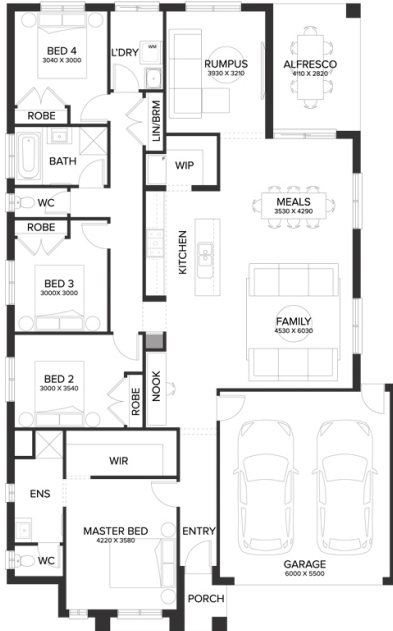 BED 4
3040 X 3000
L'DRY
WM
RUMPUS
3930 X 3210
ALFRESCO
4110 X 2820
ROBE
LIN/BRM
BATH
WIP
WC
MEALS
3530 X 4290
ROBE
KITCHEN
BED 3
3000X 3000
FAMILY
4530 X 6030
BED 2
3000 X 3540
ROBE
NOOK
WIR
ENS
MASTER BED
4220 X 3580
ENTRY
WC
GARAGE
6000 X 5500
PORCH